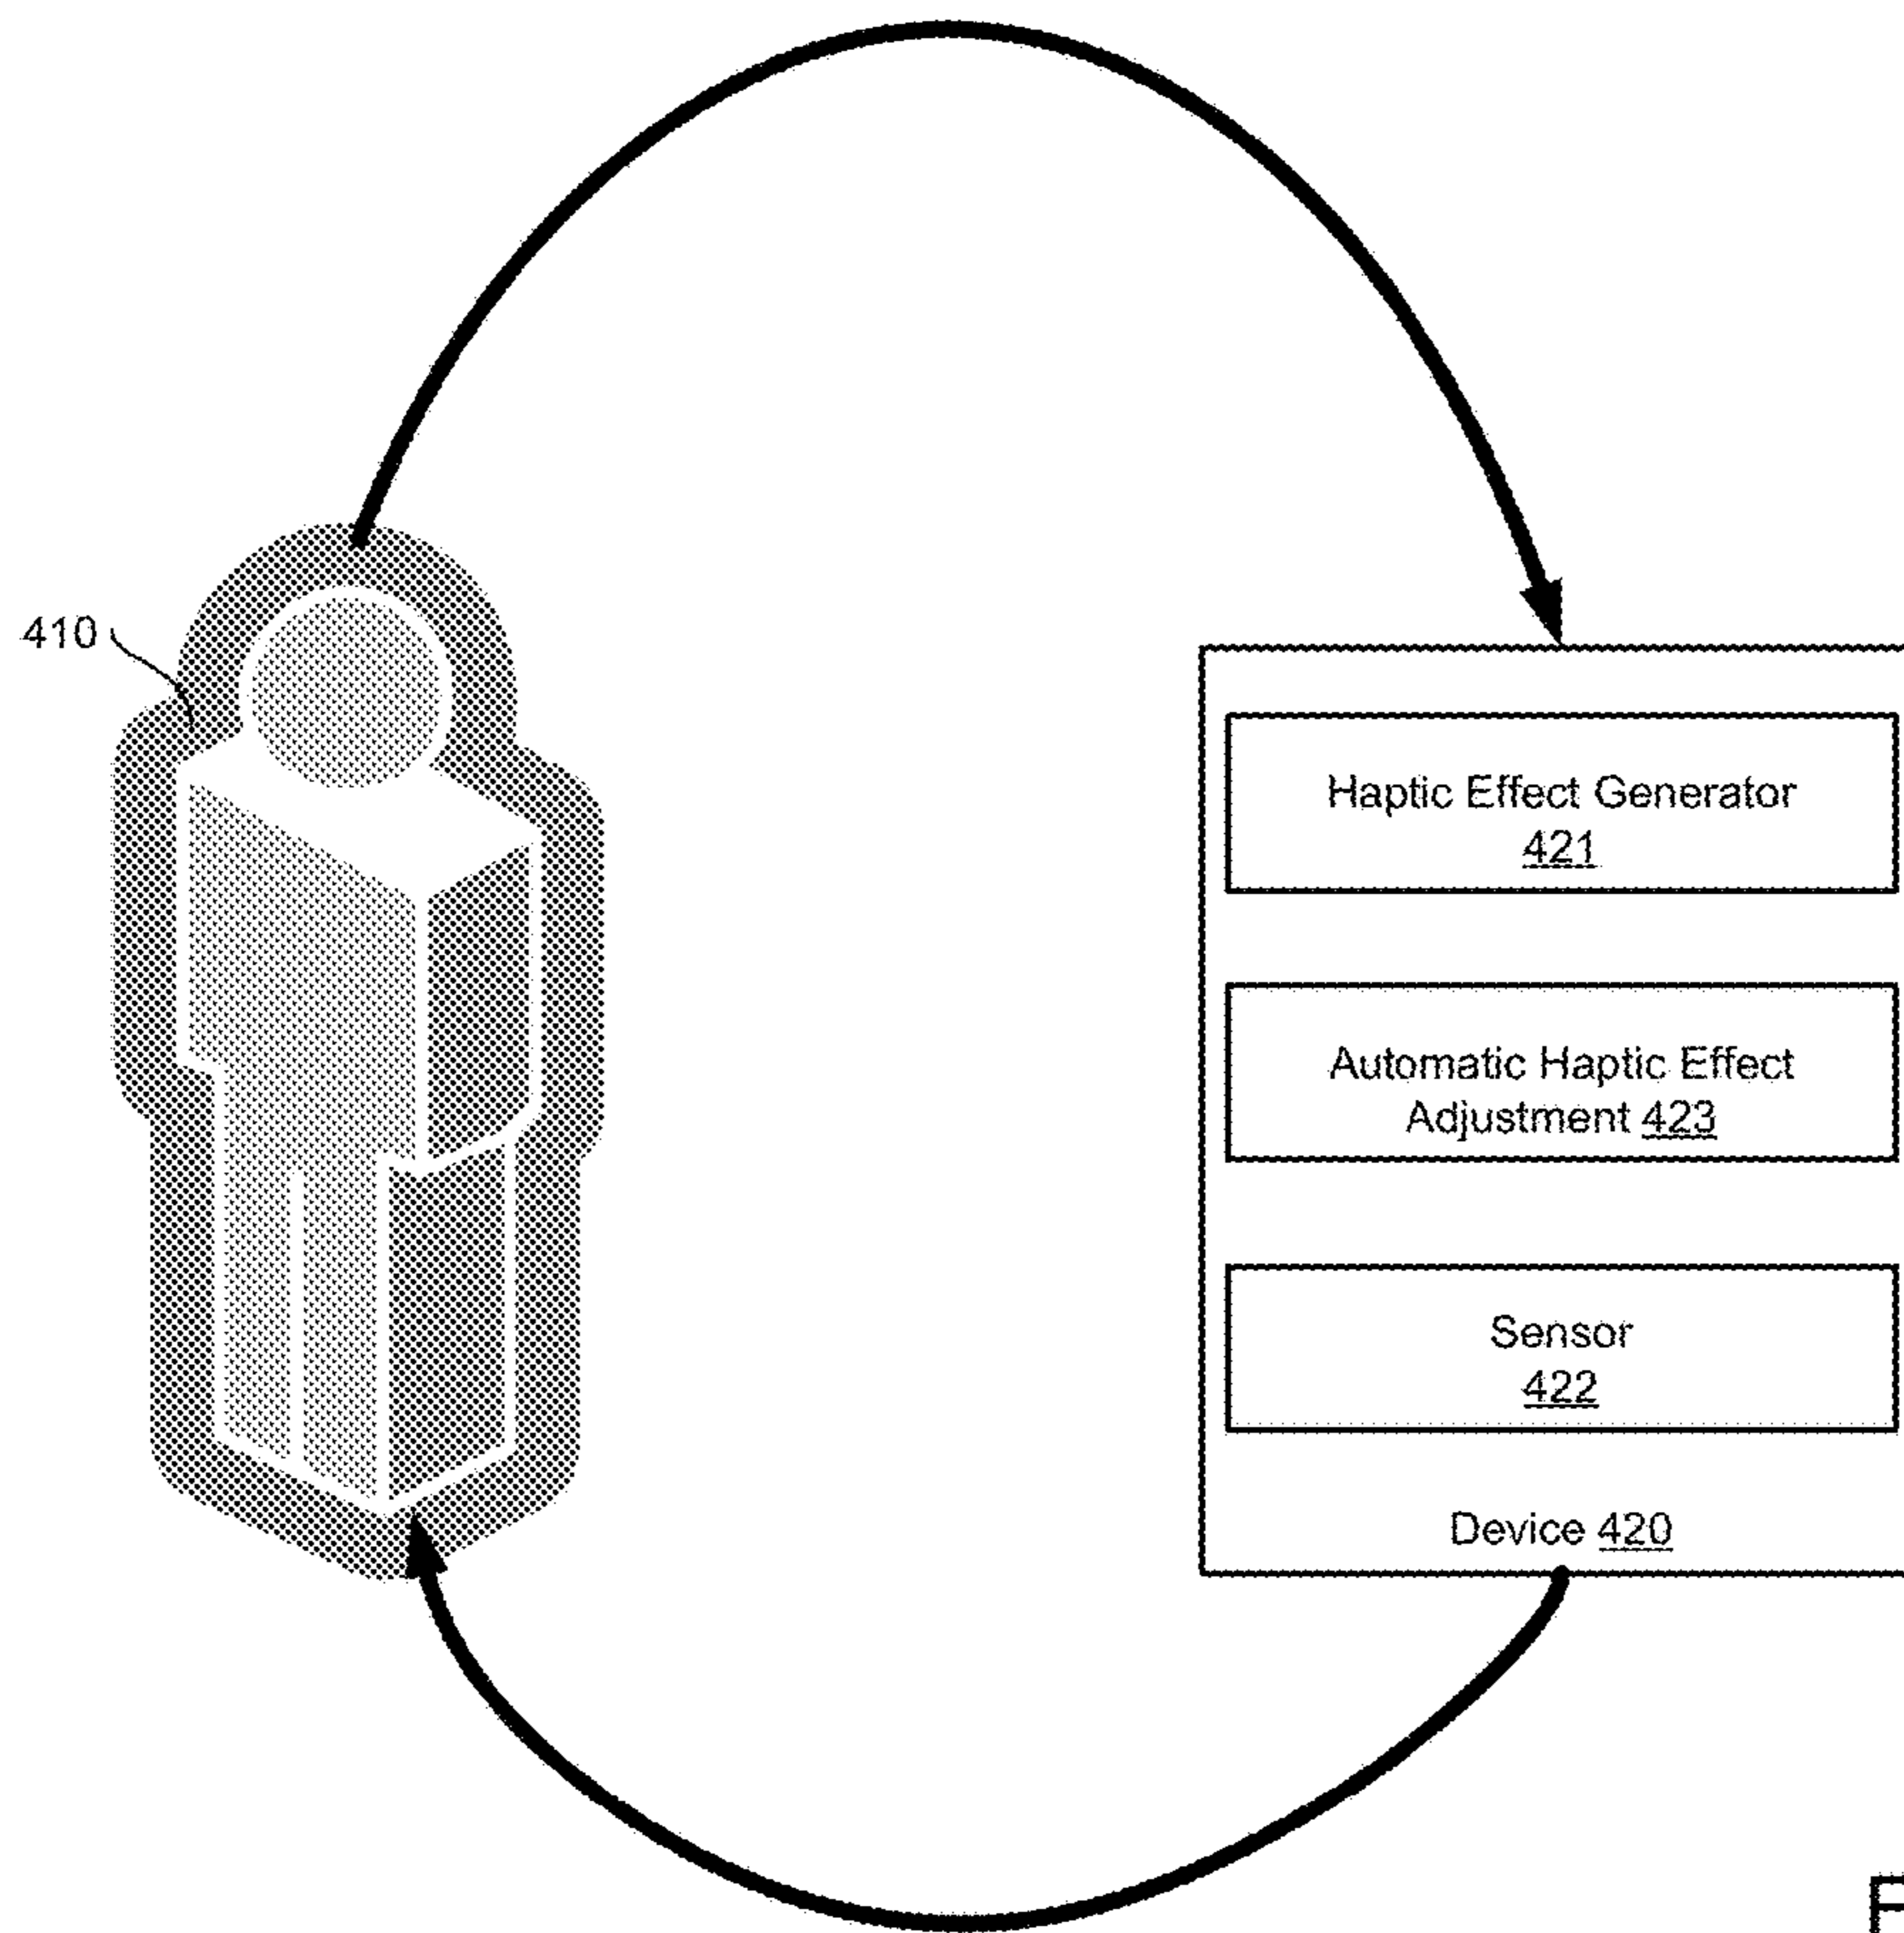 410
Haptic Effect Generator
421
Automatic Haptic Effect
Adjustment 423
Sensor
422
Device 420
F